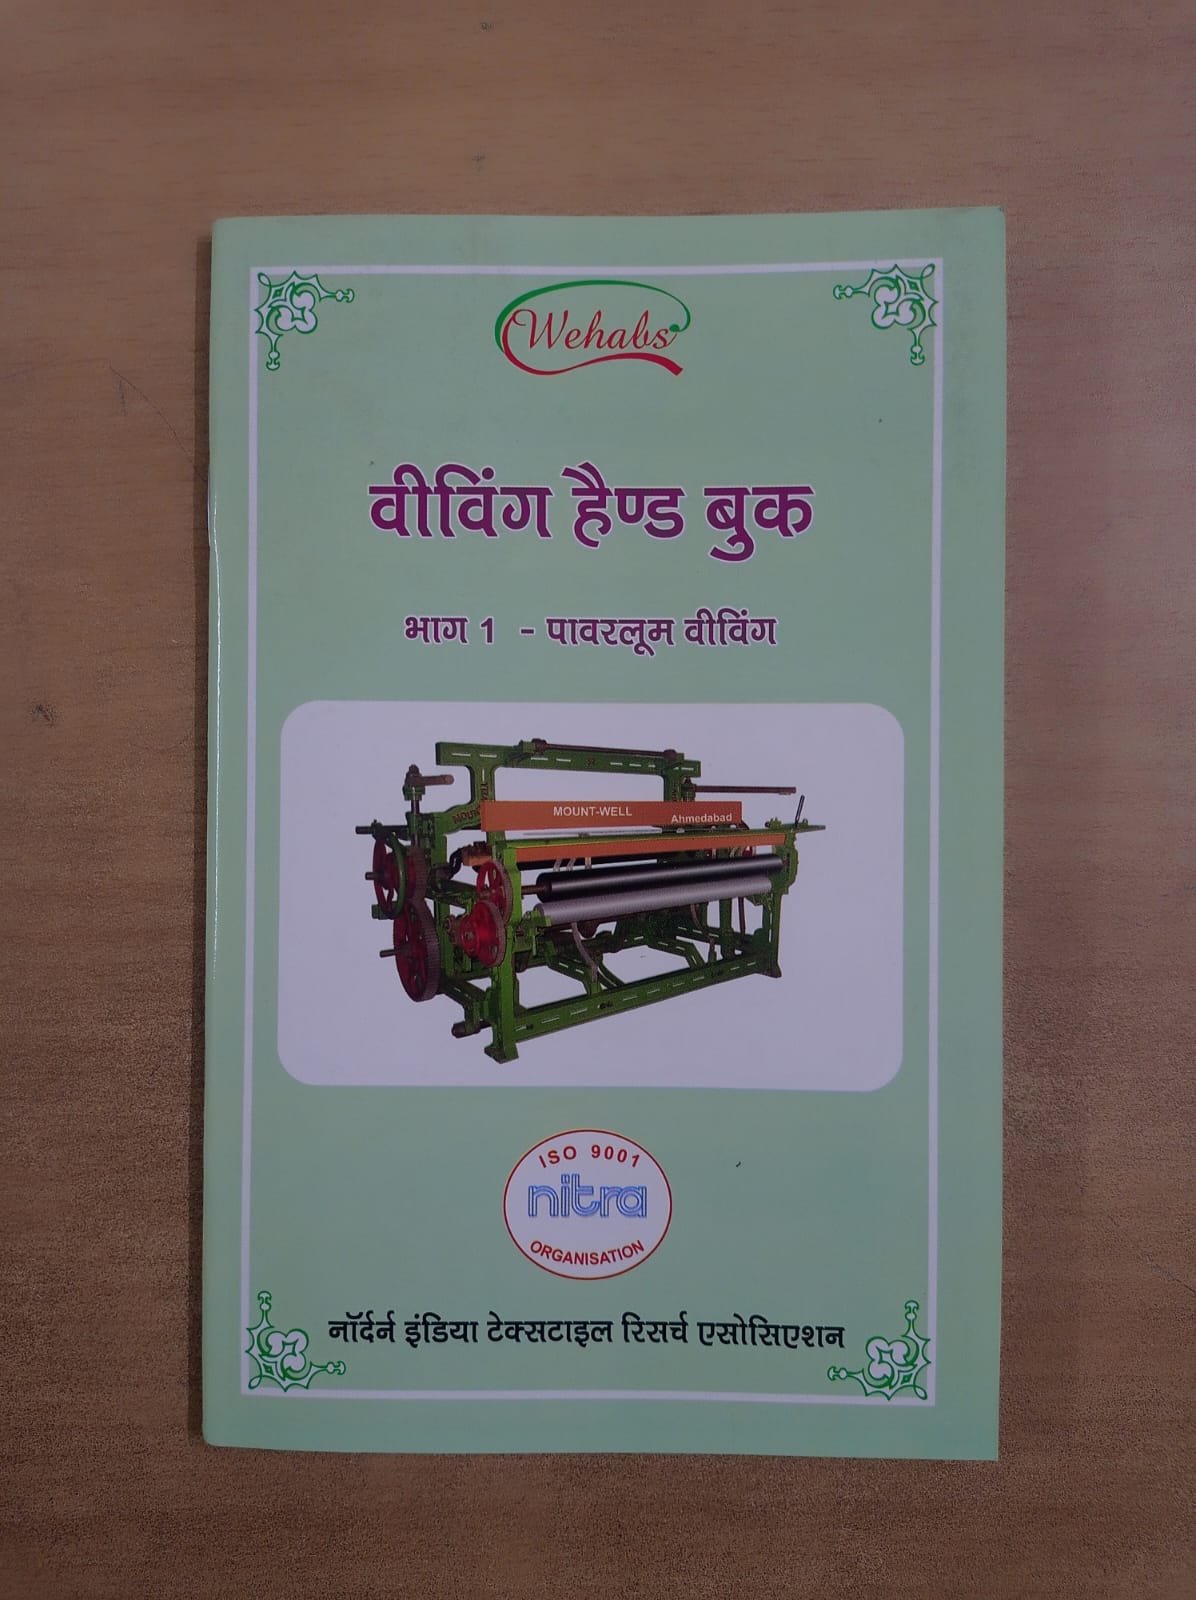 Wehabs
वीविंग हैण्ड बुक
भाग 1 - पावरलूम वीविंग
MOUNT-WELL Ahmedabad
ISO 9001
nitra
ORGANISATION
नॉर्दर्न इंडिया टेक्सटाइल रिसर्च एसोसिएशन